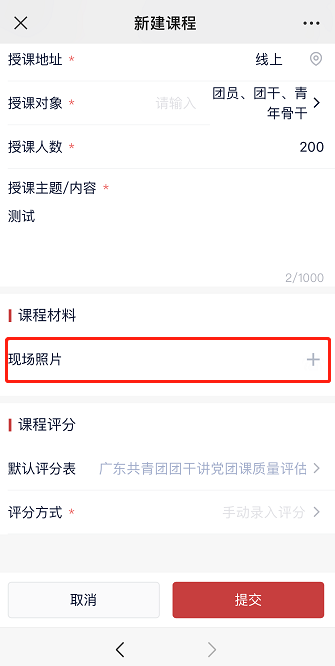 新建课程
授课地址 * 线上
授课对象 * 请输入 团员、团干、青
年骨干
授课人数 * 200
授课主题/内容 *
测试
2/1000
课程材料
现场照片
课程评分
默认评分表 广东共青团团干讲党团课质量评估
评分方式 * 手动录入评分
取消 提交